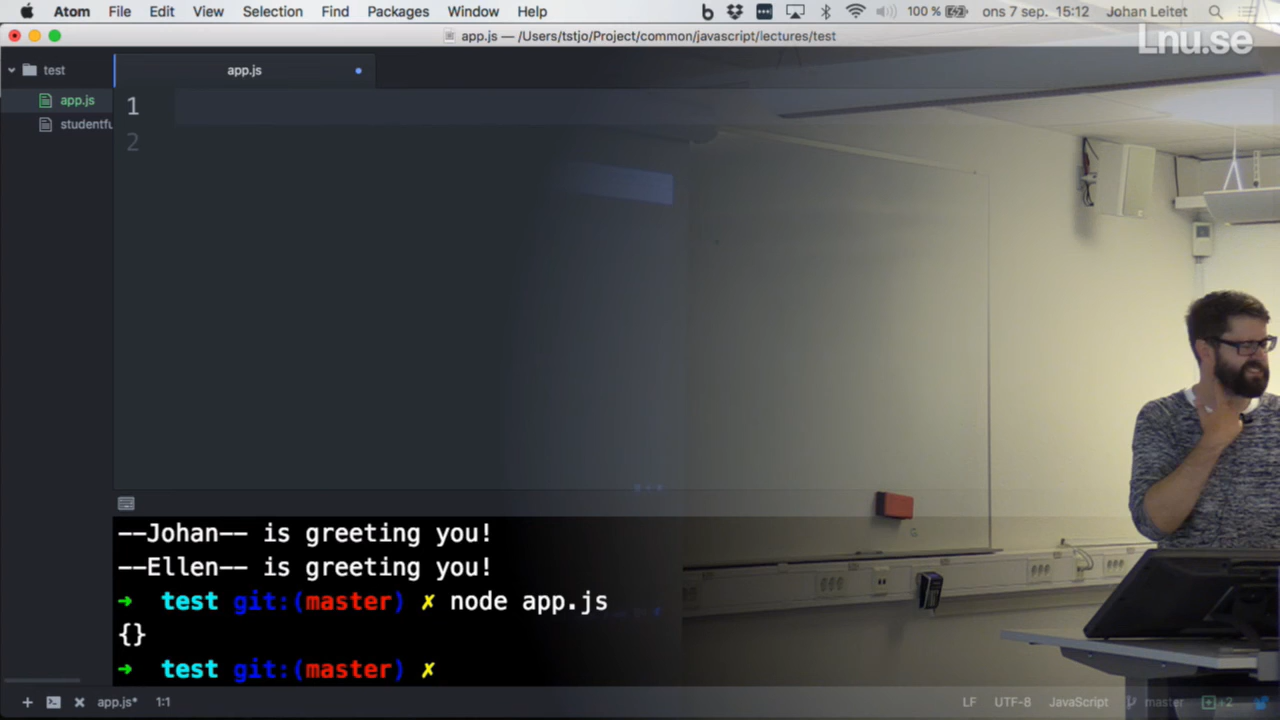 Atom File Edit View Selection Find Packages Window Help 100 % ons 7 sep. 15:12 Johan Leitet
app.js — /Users/tstjo/Project/common/javascript/lectures/test
Lnu.se
test
app.js
app.js
studentfu
1
2
--Johan-- is greeting you!
--Ellen-- is greeting you!
→ test git:(master) ✗ node app.js
{}
→ test git:(master) ✗
app.js* 1:1 LF UTF-8 JavaScript master +2